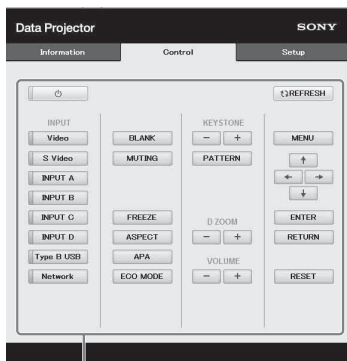 Data Projector SONY
Information Control Setup
REFRESH
INPUT KEYSTONE
Video BLANK − + MENU
S Video MUTING PATTERN
INPUT A
INPUT B
INPUT C FREEZE D ZOOM ENTER
INPUT D ASPECT − + RETURN
Type B USB APA VOLUME
Network ECO MODE − + RESET